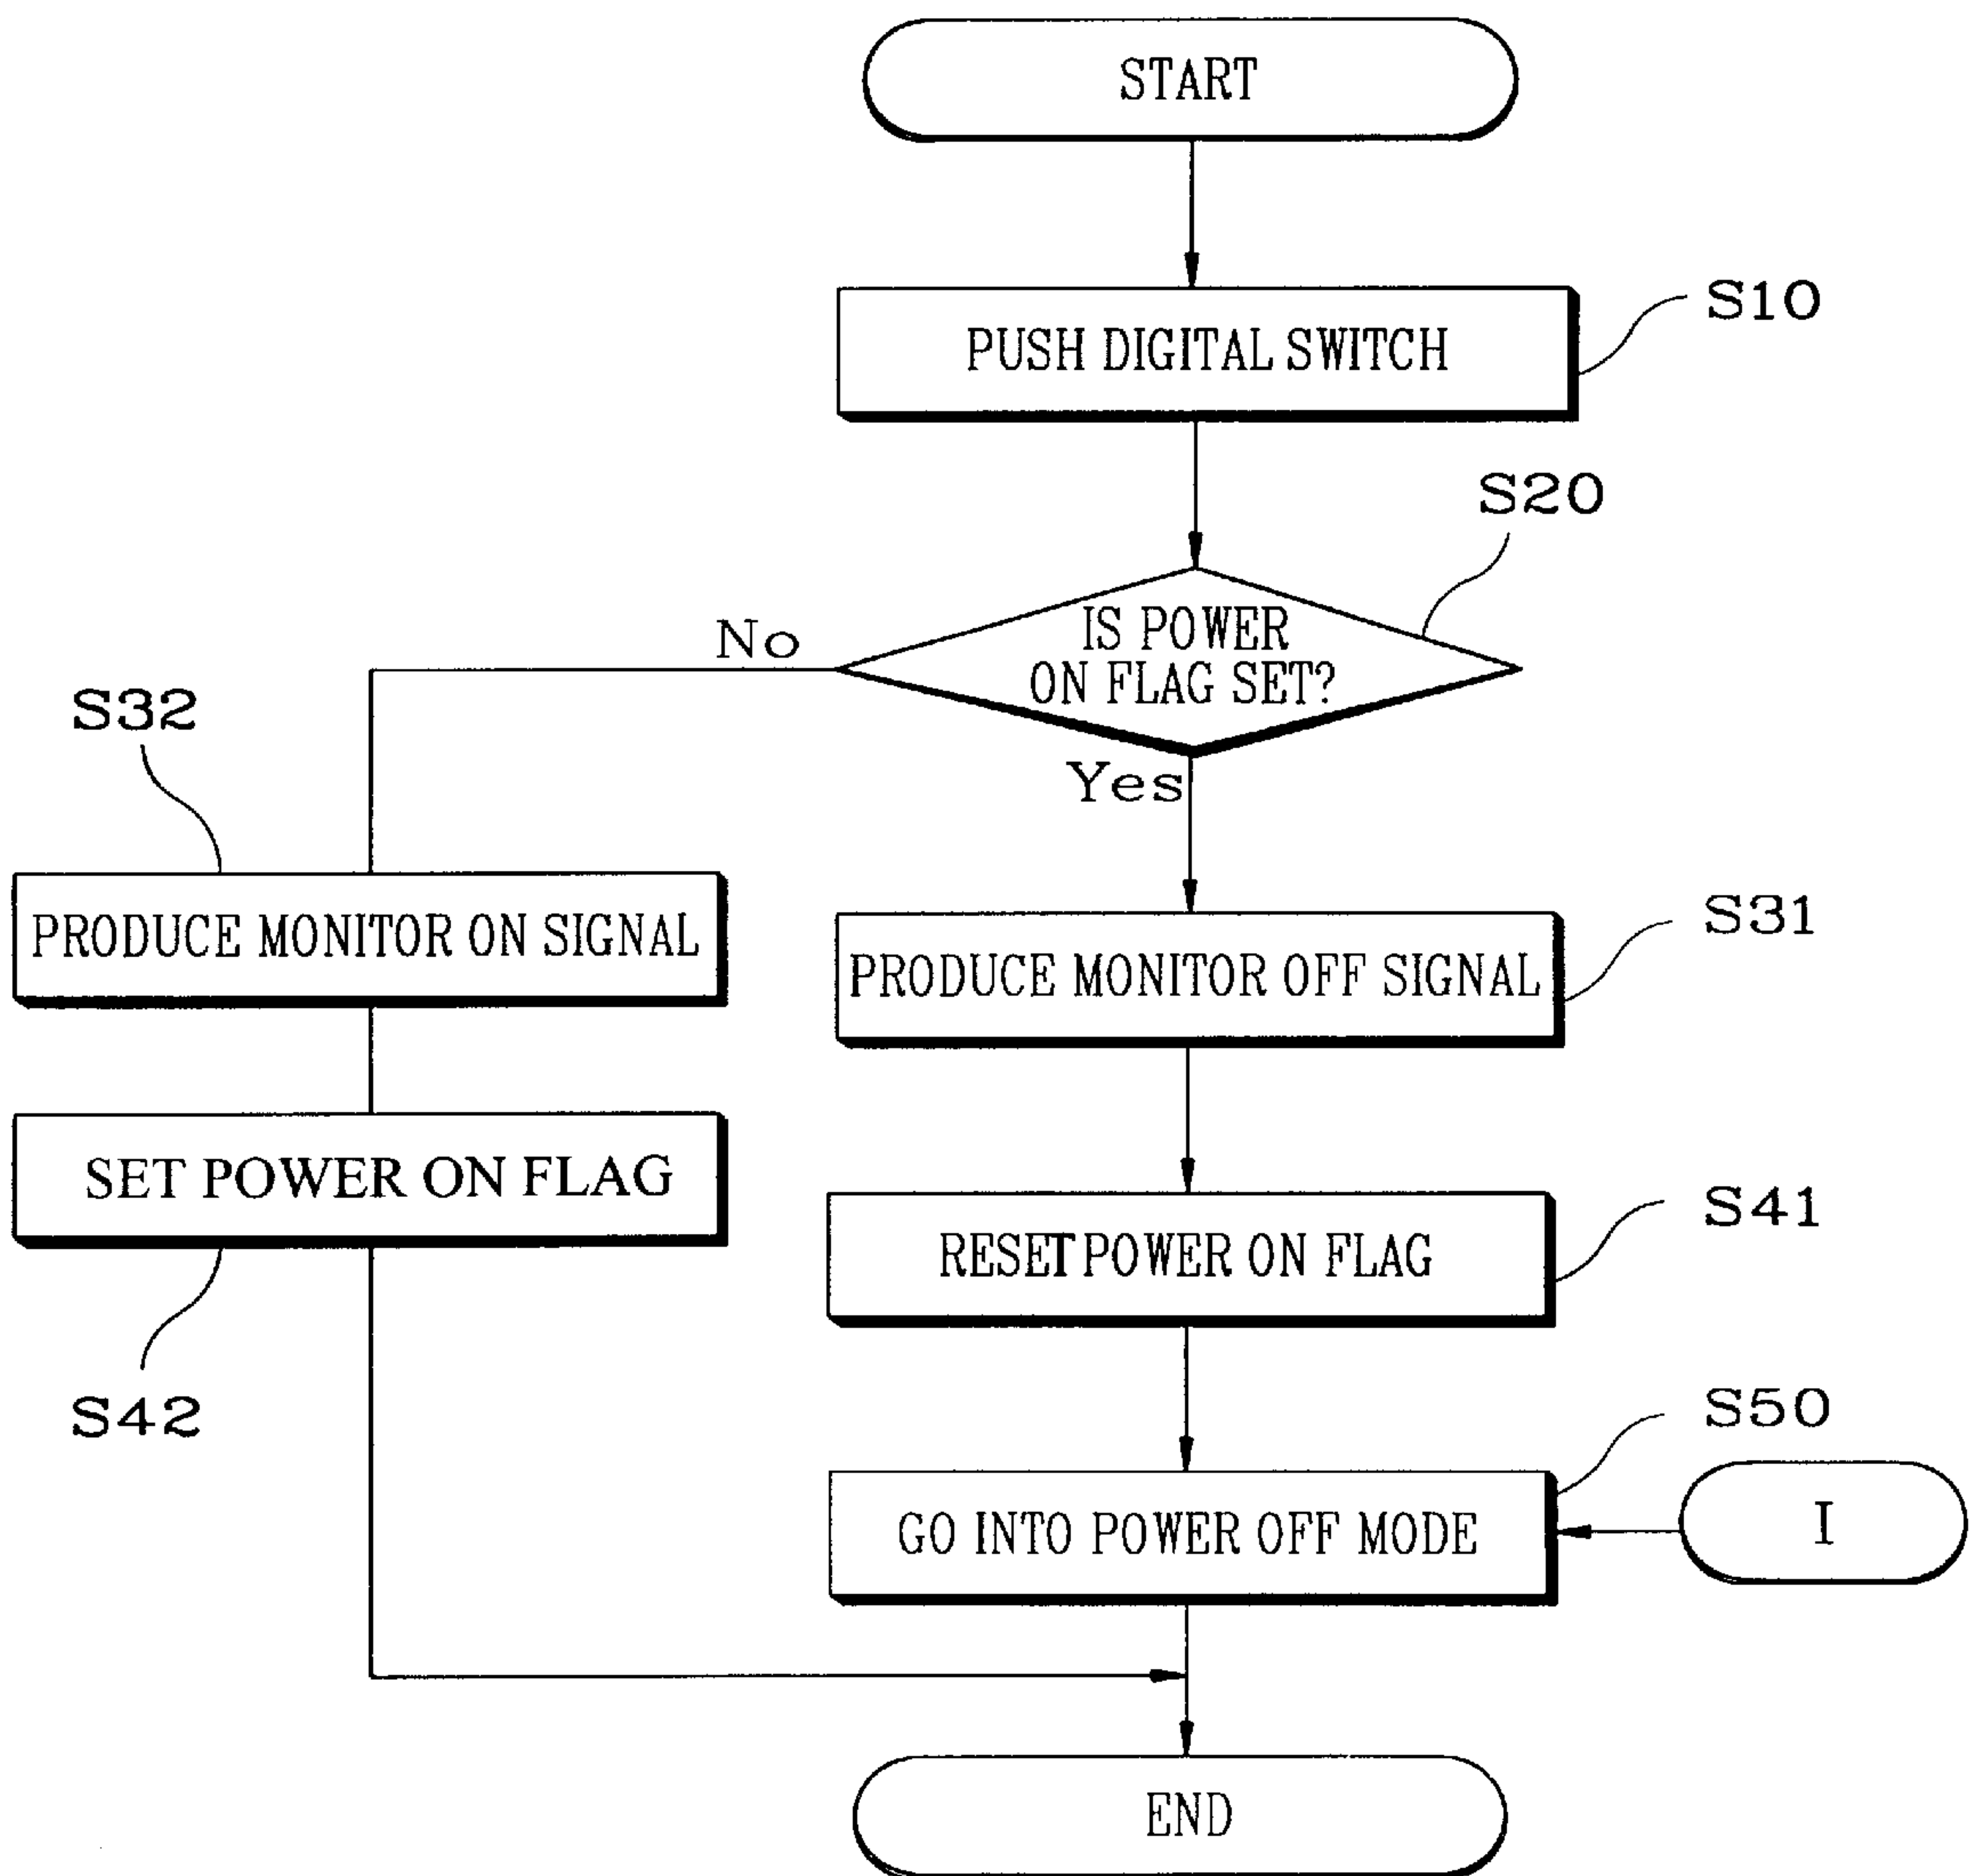 START
PUSH DIGITAL SWITCH
S10
S20
IS POWER
ON FLAG SET?
No
Yes
S32
PRODUCE MONITOR ON SIGNAL
S31
PRODUCE MONITOR OFF SIGNAL
SET POWER ON FLAG
S42
S41
RESET POWER ON FLAG
S50
GO INTO POWER OFF MODE
I
END